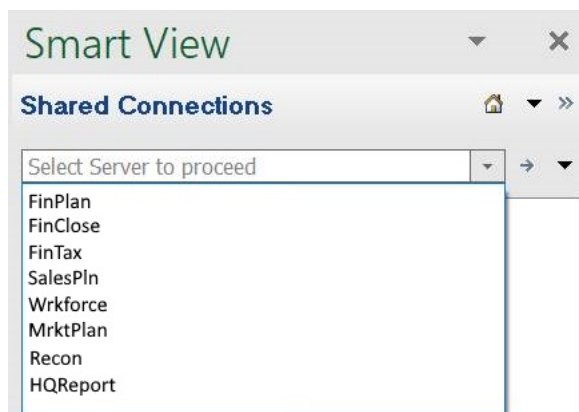 Smart View
Shared Connections
Select Server to proceed
FinPlan
FinClose
FinTax
SalesPln
Wrkforce
MrktPlan
Recon
HQReport